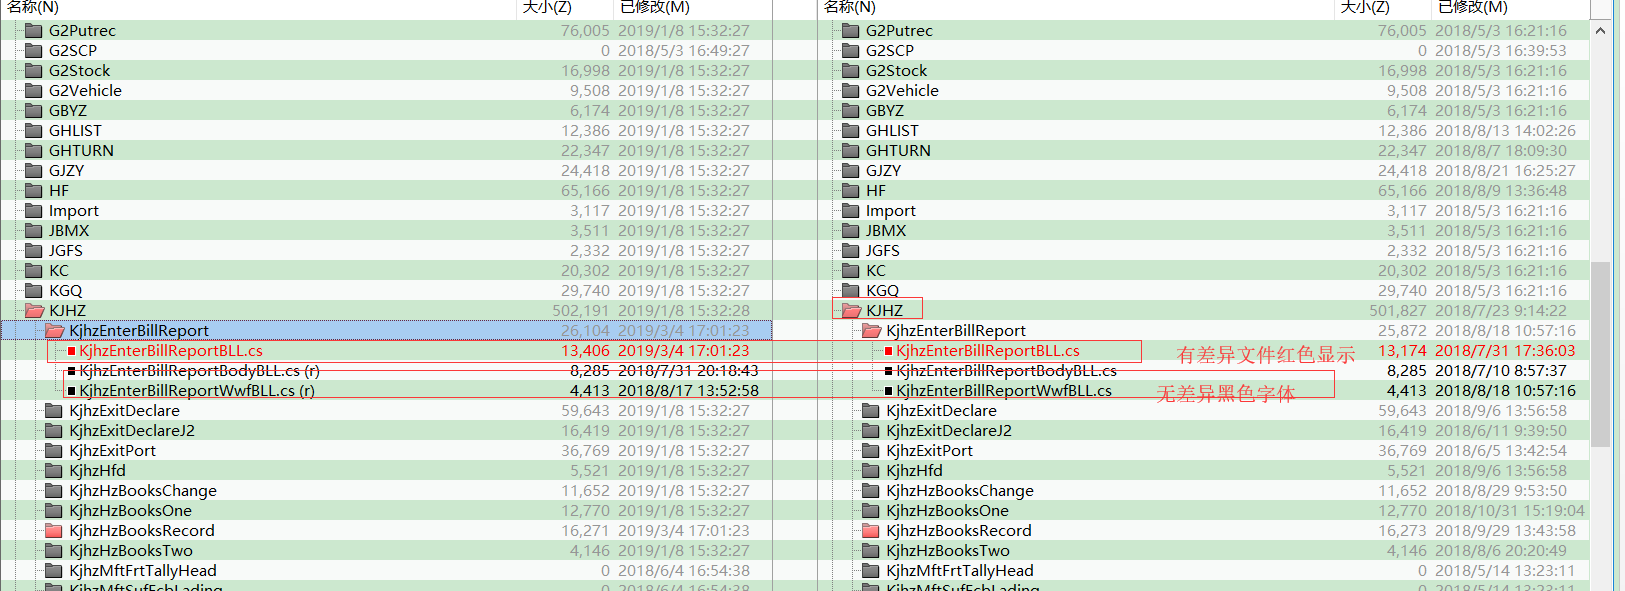 名称(N) 大小(Z) 已修改(M) 名称(N) 大小(Z) 已修改(M)
G2Putrec 76,005 2019/1/8 15:32:27 G2Putrec 76,005 2018/5/3 16:21:16
G2SCP 0 2018/5/3 16:49:27 G2SCP 0 2018/5/3 16:39:53
G2Stock 16,998 2019/1/8 15:32:27 G2Stock 16,998 2018/5/3 16:21:16
G2Vehicle 9,508 2019/1/8 15:32:27 G2Vehicle 9,508 2018/5/3 16:21:16
GBYZ 6,174 2019/1/8 15:32:27 GBYZ 6,174 2018/5/3 16:21:16
GHLIST 12,386 2019/1/8 15:32:27 GHLIST 12,386 2018/8/13 14:02:26
GHTURN 22,347 2019/1/8 15:32:27 GHTURN 22,347 2018/8/7 18:09:30
GJZY 24,418 2019/1/8 15:32:27 GJZY 24,418 2018/8/21 16:25:27
HF 65,166 2019/1/8 15:32:27 HF 65,166 2018/8/9 13:36:48
Import 3,117 2019/1/8 15:32:27 Import 3,117 2018/5/3 16:21:16
JBMX 3,511 2019/1/8 15:32:27 JBMX 3,511 2018/5/3 16:21:16
JGFS 2,332 2019/1/8 15:32:27 JGFS 2,332 2018/5/3 16:21:16
KC 20,302 2019/1/8 15:32:27 KC 20,302 2018/5/3 16:21:16
KGQ 29,740 2019/1/8 15:32:27 KGQ 29,740 2018/5/3 16:21:16
KJHZ 502,191 2019/1/8 15:32:28 KJHZ 501,827 2018/7/23 9:14:22
KjhzEnterBillReport 26,104 2019/3/4 17:01:23 KjhzEnterBillReport 25,872 2018/8/18 10:57:16
KjhzEnterBillReportBLL.cs 13,406 2019/3/4 17:01:23 KjhzEnterBillReportBLL.cs 有差异文件红色显示 13,174 2018/7/31 17:36:03
KjhzEnterBillReportBodyBLL.cs (r) 8,285 2018/7/31 20:18:43 KjhzEnterBillReportBodyBLL.cs 8,285 2018/7/10 8:57:37
KjhzEnterBillReportWwfBLL.cs (r) 4,413 2018/8/17 13:52:58 KjhzEnterBillReportWwfBLL.cs 无差异黑色字体 4,413 2018/8/18 10:57:16
KjhzExitDeclare 59,643 2019/1/8 15:32:27 KjhzExitDeclare 59,643 2018/9/6 13:56:58
KjhzExitDeclareJ2 16,419 2019/1/8 15:32:27 KjhzExitDeclareJ2 16,419 2018/6/11 9:39:50
KjhzExitPort 36,769 2019/1/8 15:32:27 KjhzExitPort 36,769 2018/6/5 13:42:54
KjhzHfd 5,521 2019/1/8 15:32:27 KjhzHfd 5,521 2018/9/6 13:56:58
KjhzHzBooksChange 11,652 2019/1/8 15:32:27 KjhzHzBooksChange 11,652 2018/8/29 9:53:50
KjhzHzBooksOne 12,770 2019/1/8 15:32:27 KjhzHzBooksOne 12,770 2018/10/31 15:19:04
KjhzHzBooksRecord 16,271 2019/3/4 17:01:23 KjhzHzBooksRecord 16,273 2018/9/29 13:43:58
KjhzHzBooksTwo 4,146 2019/1/8 15:32:27 KjhzHzBooksTwo 4,146 2018/8/6 20:20:49
KjhzMftFrtTallyHead 0 2018/6/4 16:54:38 KjhzMftFrtTallyHead 0 2018/5/14 13:23:11
KjhzMftSufEcbLading 0 2018/6/4 16:54:38 KjhzMftSufEcbLading 0 2018/5/14 13:23:11